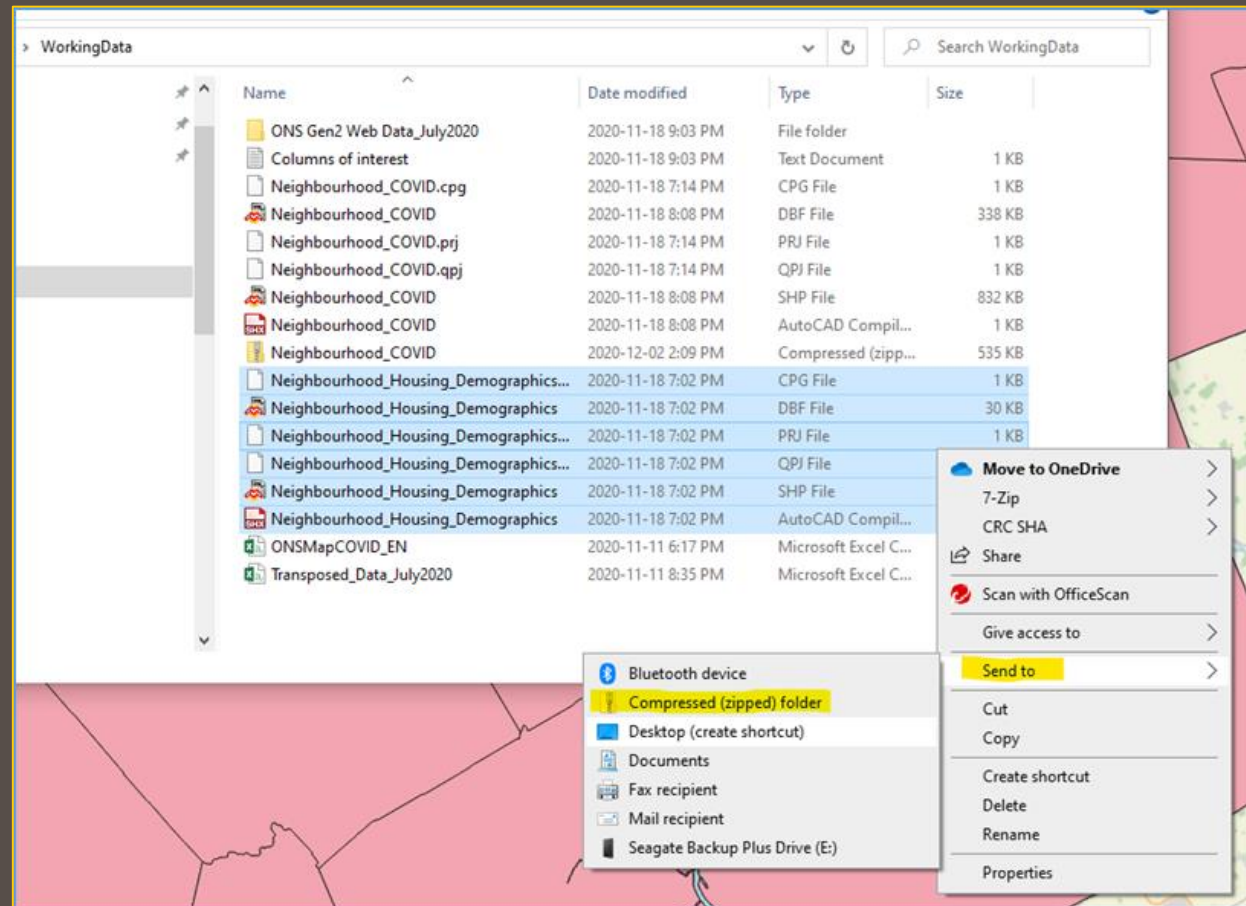 > WorkingData
Search WorkingData
Name Date modified Type Size
ONS Gen2 Web Data_July2020 2020-11-18 9:03 PM File folder
Columns of interest 2020-11-18 9:03 PM Text Document 1 KB
Neighbourhood_COVID.cpg 2020-11-18 7:14 PM CPG File 1 KB
Neighbourhood_COVID 2020-11-18 8:08 PM DBF File 338 KB
Neighbourhood_COVID.prj 2020-11-18 7:14 PM PRJ File 1 KB
Neighbourhood_COVID.qpj 2020-11-18 7:14 PM QPJ File 1 KB
Neighbourhood_COVID 2020-11-18 8:08 PM SHP File 832 KB
Neighbourhood_COVID 2020-11-18 8:08 PM AutoCAD Compil... 1 KB
Neighbourhood_COVID 2020-12-02 2:09 PM Compressed (zipp... 535 KB
Neighbourhood_Housing_Demographics... 2020-11-18 7:02 PM CPG File 1 KB
Neighbourhood_Housing_Demographics 2020-11-18 7:02 PM DBF File 30 KB
Neighbourhood_Housing_Demographics... 2020-11-18 7:02 PM PRJ File 1 KB
Neighbourhood_Housing_Demographics... 2020-11-18 7:02 PM QPJ File
Neighbourhood_Housing_Demographics 2020-11-18 7:02 PM SHP File
Neighbourhood_Housing_Demographics 2020-11-18 7:02 PM AutoCAD Compil...
ONSMapCOVID_EN 2020-11-11 6:17 PM Microsoft Excel C...
Transposed_Data_July2020 2020-11-11 8:35 PM Microsoft Excel C...
Move to OneDrive
7-Zip
CRC SHA
Share
Scan with OfficeScan
Give access to
Send to
Cut
Copy
Create shortcut
Delete
Rename
Properties
Bluetooth device
Compressed (zipped) folder
Desktop (create shortcut)
Documents
Fax recipient
Mail recipient
Seagate Backup Plus Drive (E:)